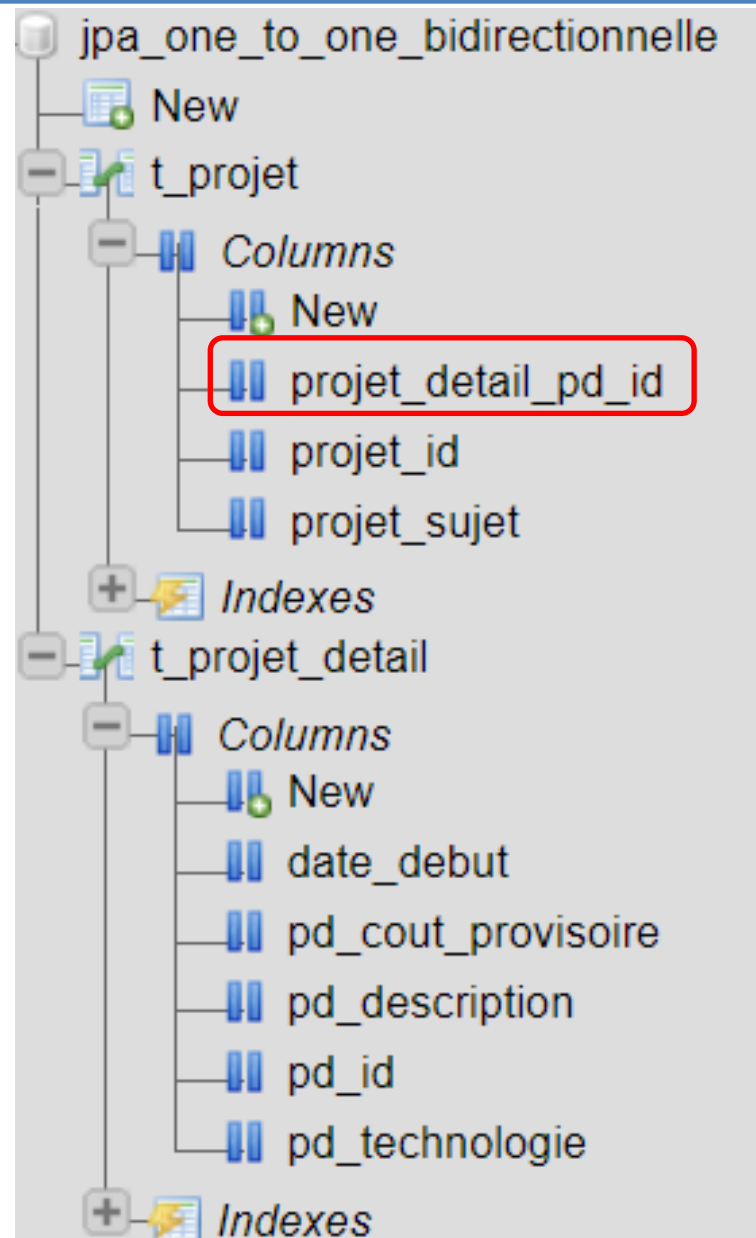 jpa_one_to_one_bidirectionnelle
New
t_projet
Columns
New
projet_detail_pd_id
projet_id
projet_sujet
Indexes
t_projet_detail
Columns
New
date_debut
pd_cout_provisoire
pd_description
pd_id
pd_technologie
Indexes